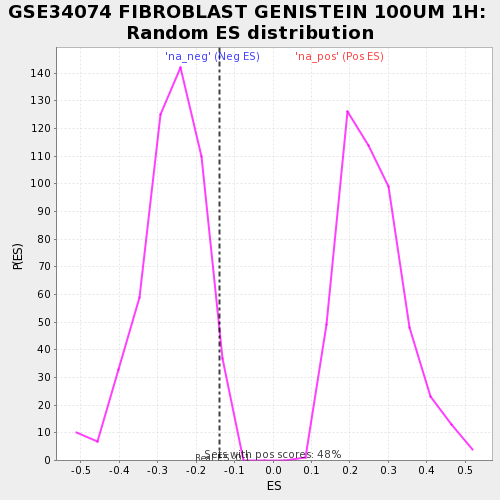 GSE34074 FIBROBLAST GENISTEIN 100UM 1H:
Random ES distribution
'na_neg' (Neg ES) 'na_pos' (Pos ES)
140
130
120
110
100
90
80
70
60
50
40
30
20
10
0
P(ES)
Sets with pos scores: 48%
Real ES
-0.5 -0.4 -0.3 -0.2 -0.1 0.0 0.1 0.2 0.3 0.4 0.5
ES